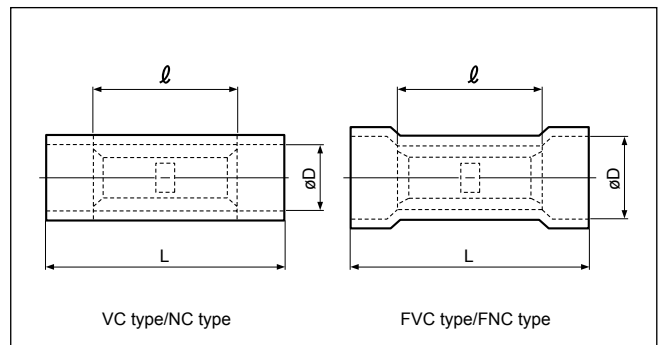 ℓ ℓ
øD øD
L L
VC type/NC type FVC type/FNC type